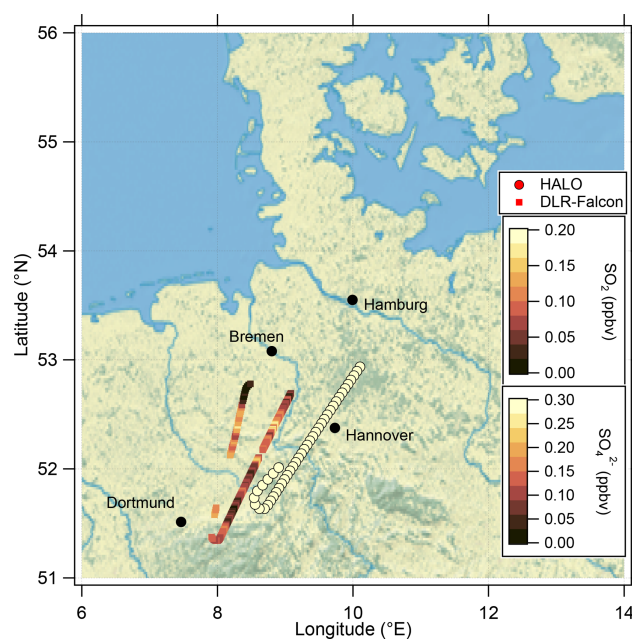 56
55
54
53
52
51
Latitude (°N)
6
8
10
12
14
Longitude (°E)
HALO
DLR-Falcon
0.20
0.15
0.10
0.05
0.00
SO₂ (ppbv)
0.30
0.25
0.20
0.15
0.10
0.05
0.00
SO₄²⁻ (ppbv)
Hamburg
Bremen
Hannover
Dortmund